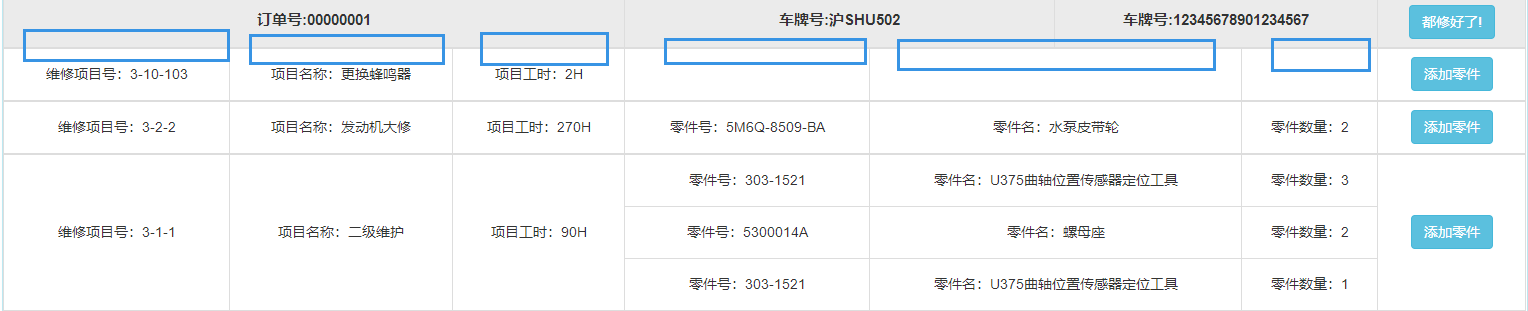 订单号:00000001 车牌号:沪SHU502 车牌号:12345678901234567 都修好了!
维修项目号：3-10-103 项目名称：更换蜂鸣器 项目工时：2H 添加零件
维修项目号：3-2-2 项目名称：发动机大修 项目工时：270H 零件号：5M6Q-8509-BA 零件名：水泵皮带轮 零件数量：2 添加零件
零件号：303-1521 零件名：U375曲轴位置传感器定位工具 零件数量：3
维修项目号：3-1-1 项目名称：二级维护 项目工时：90H 零件号：5300014A 零件名：螺母座 零件数量：2 添加零件
零件号：303-1521 零件名：U375曲轴位置传感器定位工具 零件数量：1